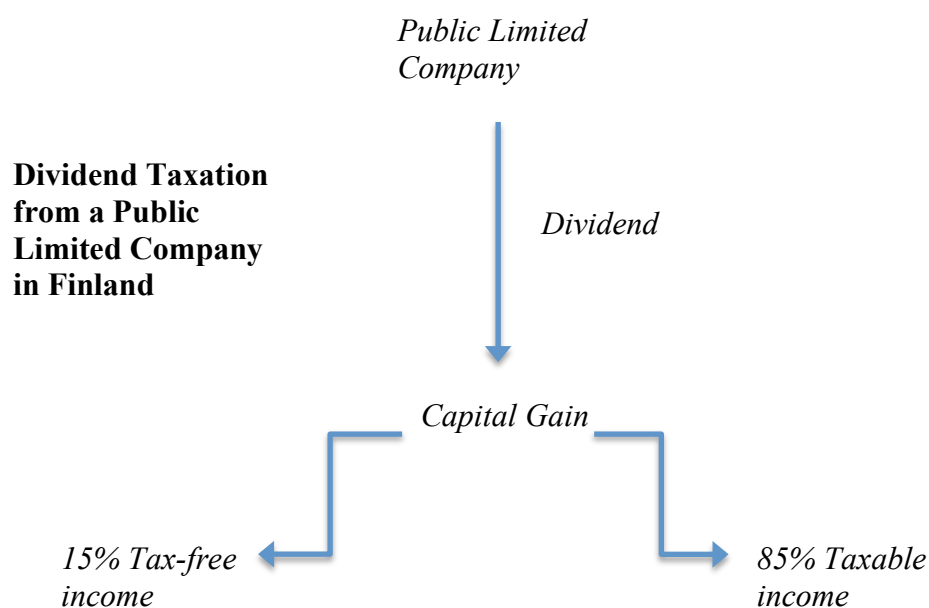 Public Limited
Company
Dividend Taxation
from a Public
Limited Company
in Finland
Dividend
Capital Gain
15% Tax-free
income
85% Taxable
income